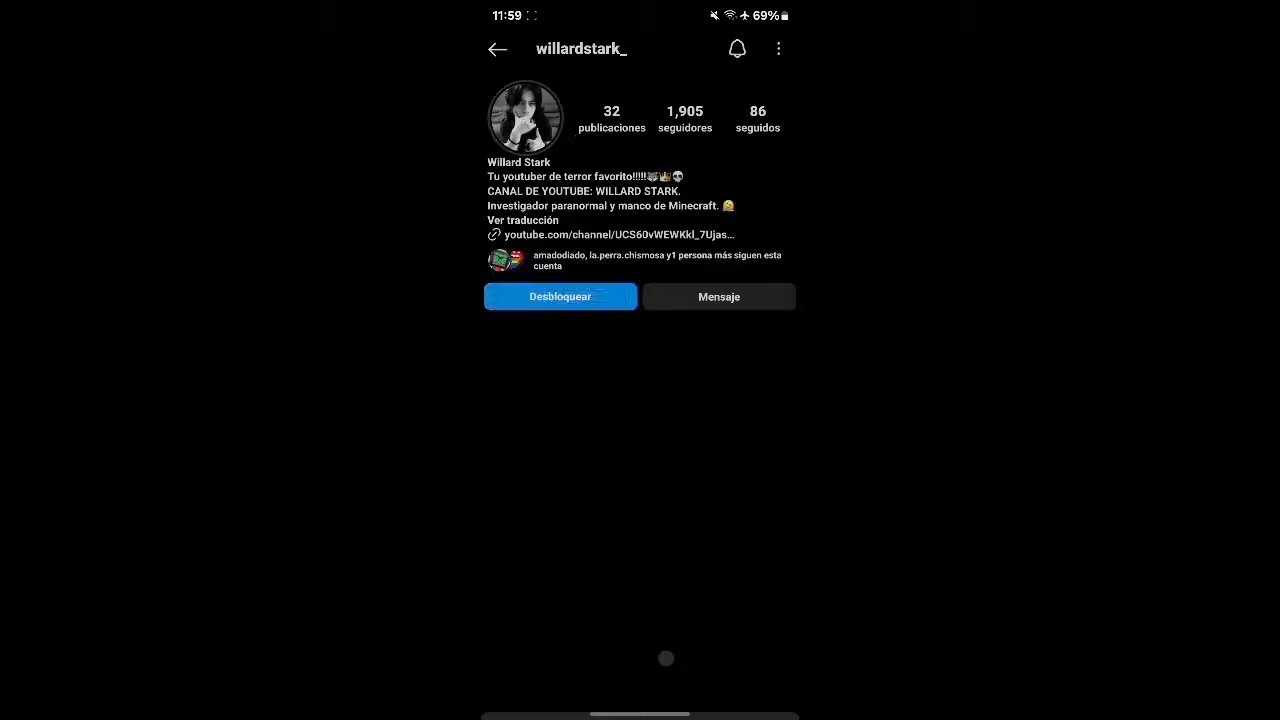 11:59
69%
willardstark_
32
1,905
86
publicaciones
seguidores
seguidos
Willard Stark
Tu youtuber de terror favorito!!!!!
CANAL DE YOUTUBE: WILLARD STARK.
Investigador paranormal y manco de Minecraft. 🤗
Ver traducción
youtube.com/channel/UCS60vWEWKkl_7Ujas...
amadodiado, la.perra.chismosa y1 persona más siguen esta
cuenta
Desbloquear
Mensaje